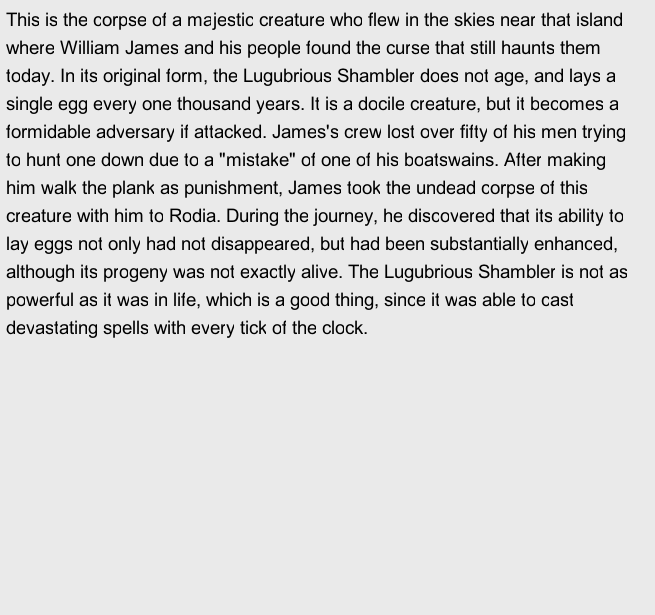 This is the corpse of a majestic creature who flew in the skies near that island
where William James and his people found the curse that still haunts them
today. In its original form, the Lugubrious Shambler does not age, and lays a
single egg every one thousand years. It is a docile creature, but it becomes a
formidable adversary if attacked. James's crew lost over fifty of his men trying
to hunt one down due to a "mistake" of one of his boatswains. After making
him walk the plank as punishment, James took the undead corpse of this
creature with him to Rodia. During the journey, he discovered that its ability to
lay eggs not only had not disappeared, but had been substantially enhanced,
although its progeny was not exactly alive. The Lugubrious Shambler is not as
powerful as it was in life, which is a good thing, since it was able to cast
devastating spells with every tick of the clock.